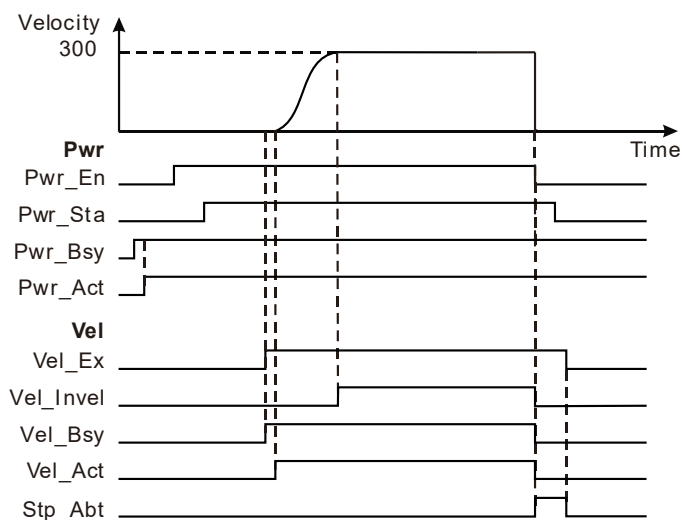 Velocity
300
Time
Pwr
Pwr_En
Pwr_Sta
Pwr_Bsy
Pwr_Act
Vel
Vel_Ex
Vel_Invel
Vel_Bsy
Vel_Act
Stp_Abt